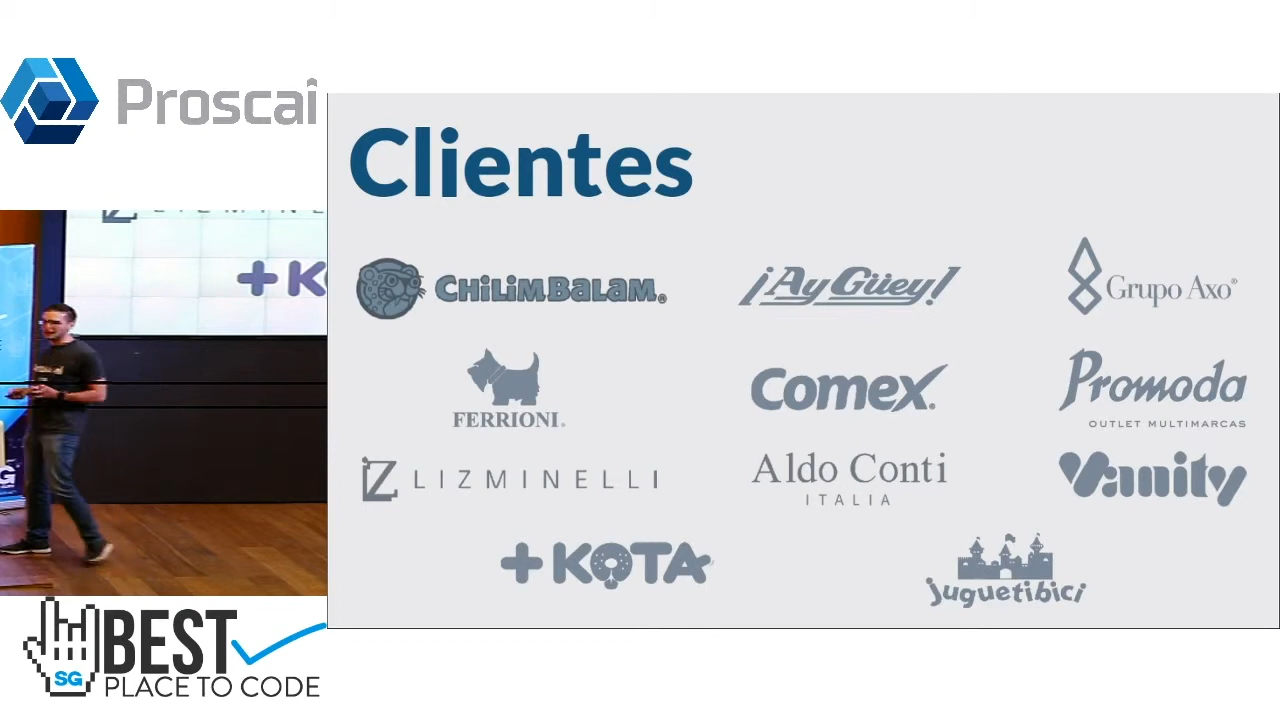 Proscai
Clientes
CHILIM BALAM®
¡Ay Güey!
Grupo Axo®
FERRIONI®
Comex®
Promoda
OUTLET MULTIMARCAS
LZ LIZMINELLI
Aldo Conti
ITALIA
Vanity
+KOTA
juguetibici
+K
SG
BEST
PLACE TO CODE